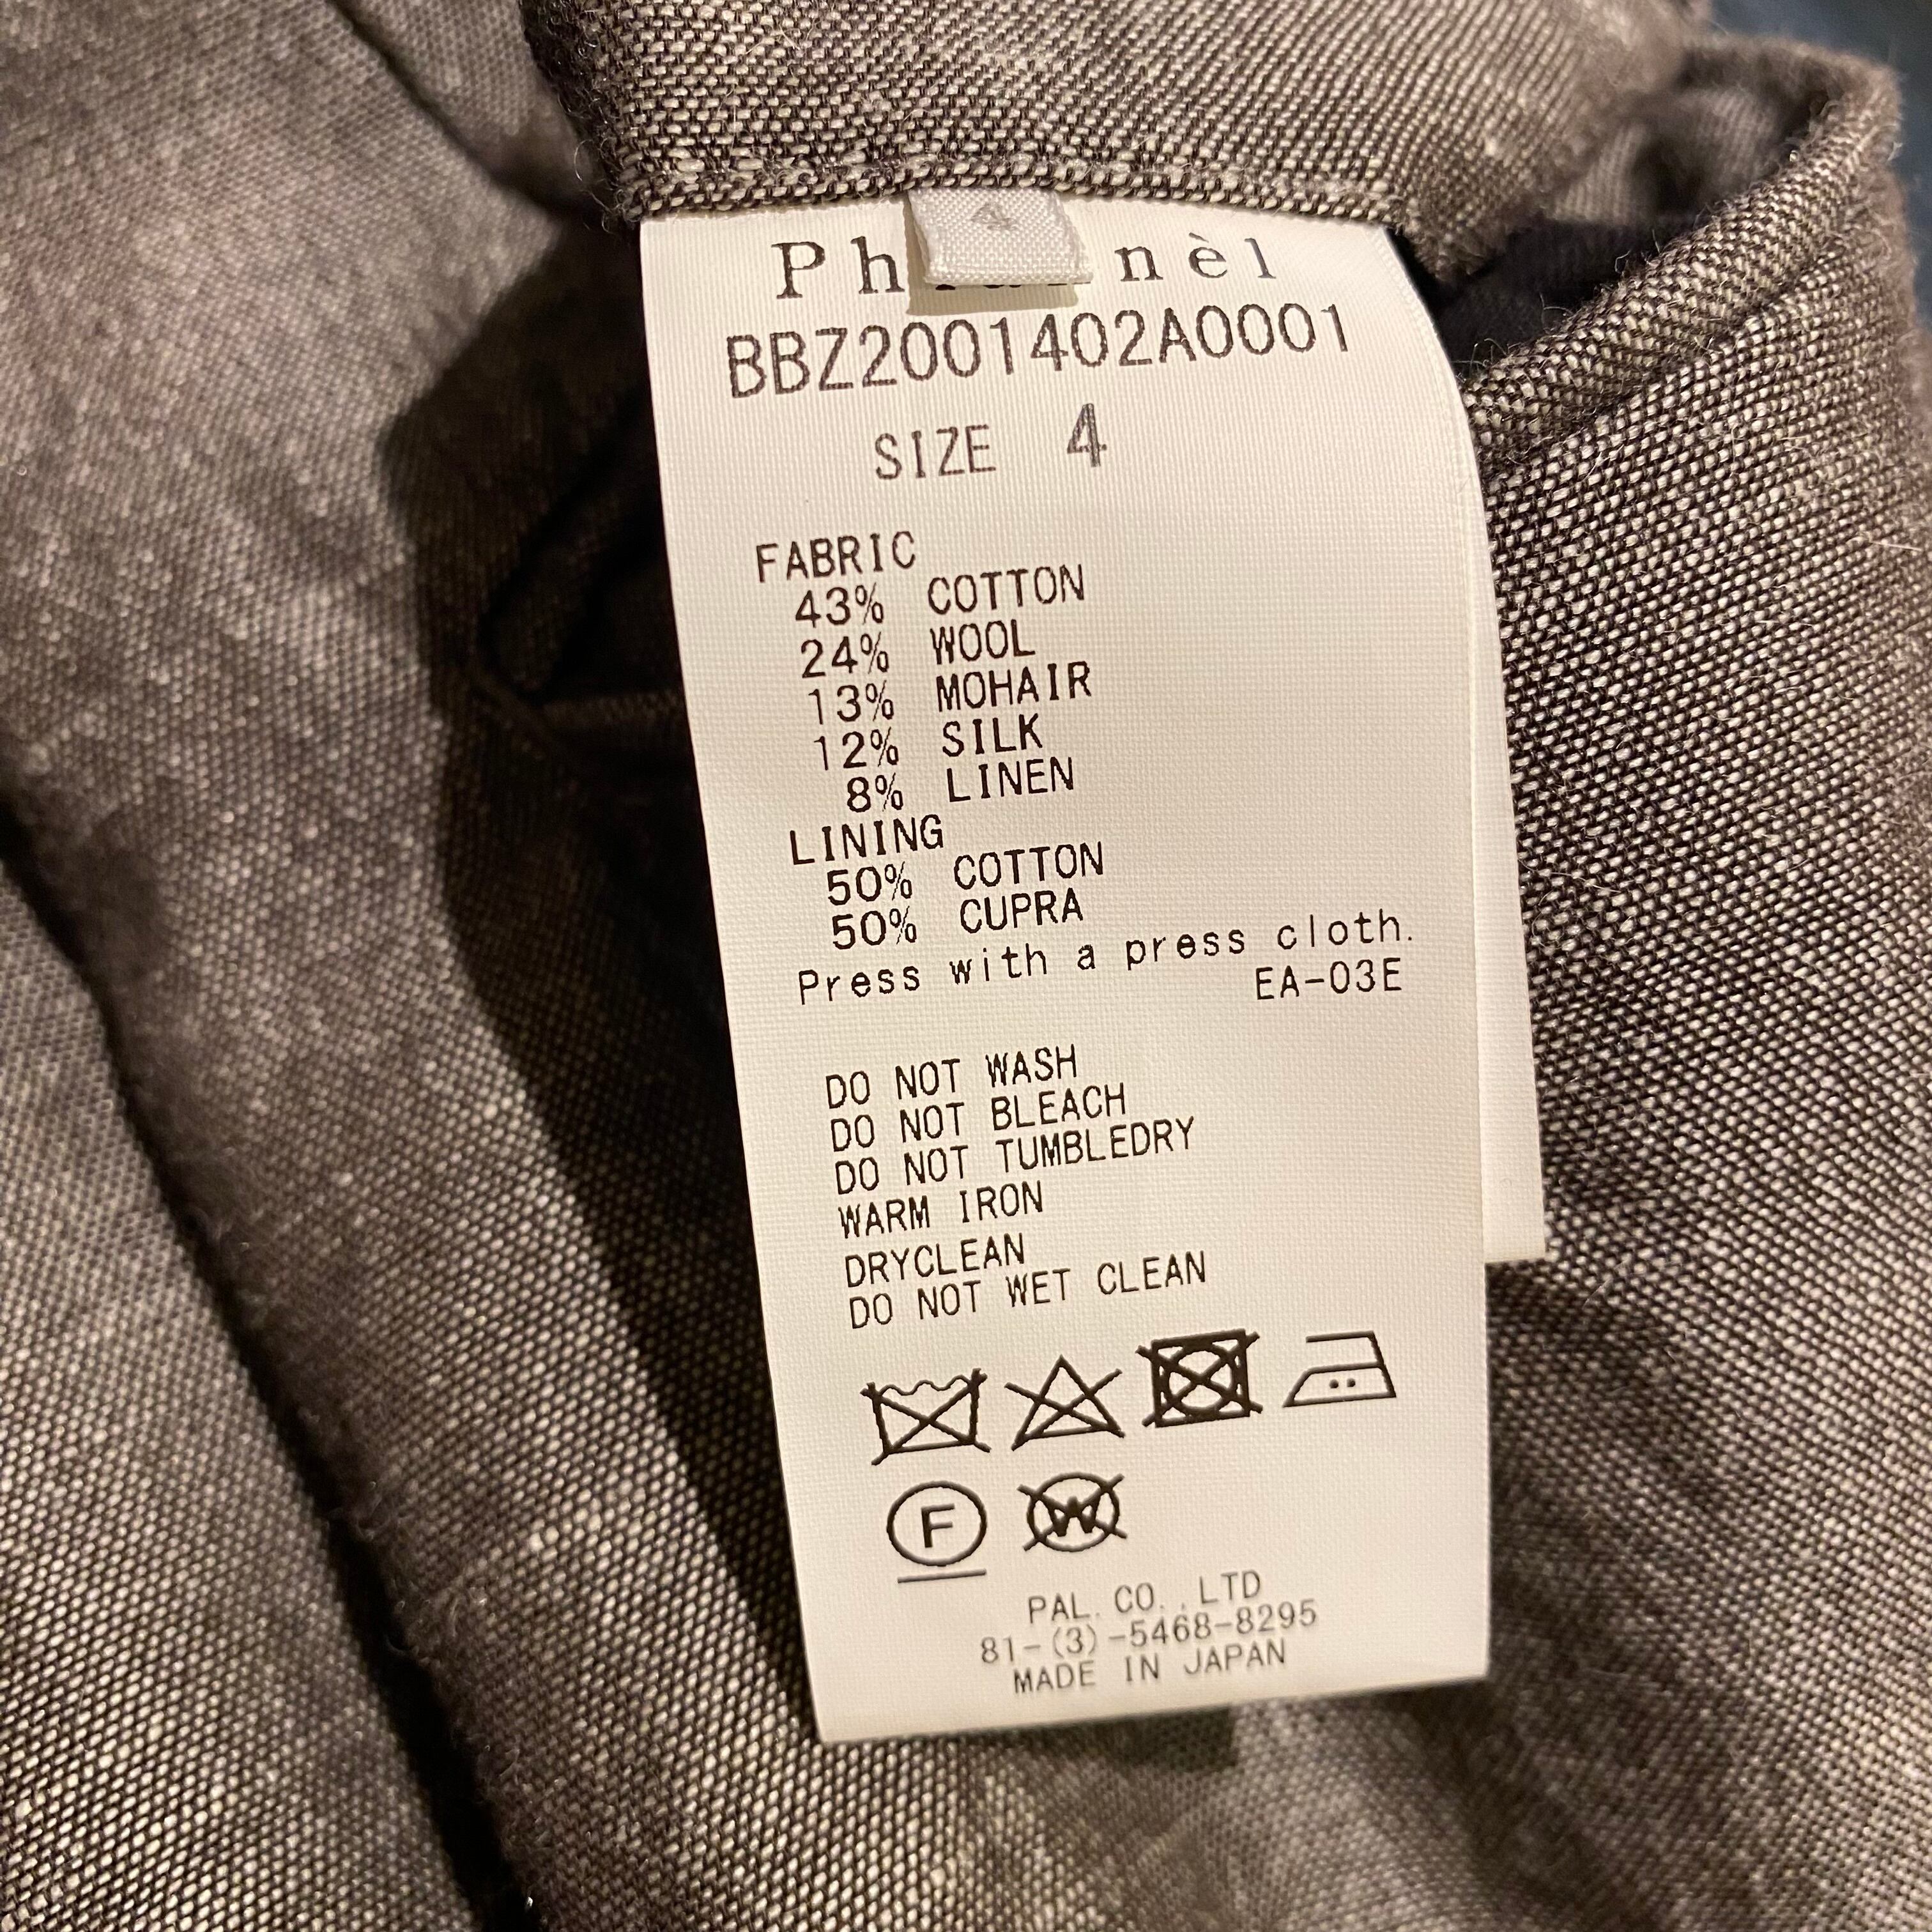 4
BBZ2001402A0001
SIZE 4
FABRIC
43% COTTON
24% WOOL
13% MOHAIR
12% SILK
8% LINEN
LINING
50% COTTON
50% CUPRA
Press with a press cloth.
EA-03E
DO NOT WASH
DO NOT BLEACH
DO NOT TUMBLEDRY
WARM IRON
DRYCLEAN
DO NOT WET CLEAN
F W
PAL. CO., LTD
81-(3)-5468-8295
MADE IN JAPAN